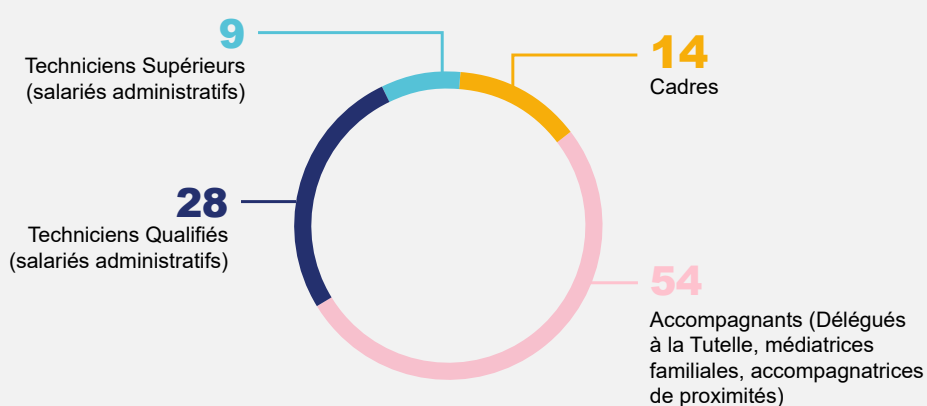 9
Techniciens Supérieurs
(salariés administratifs)
14
Cadres
28
Techniciens Qualifiés
(salariés administratifs)
54
Accompagnants (Délégués
à la Tutelle, médiatrices
familiales, accompagnatrices
de proximités)